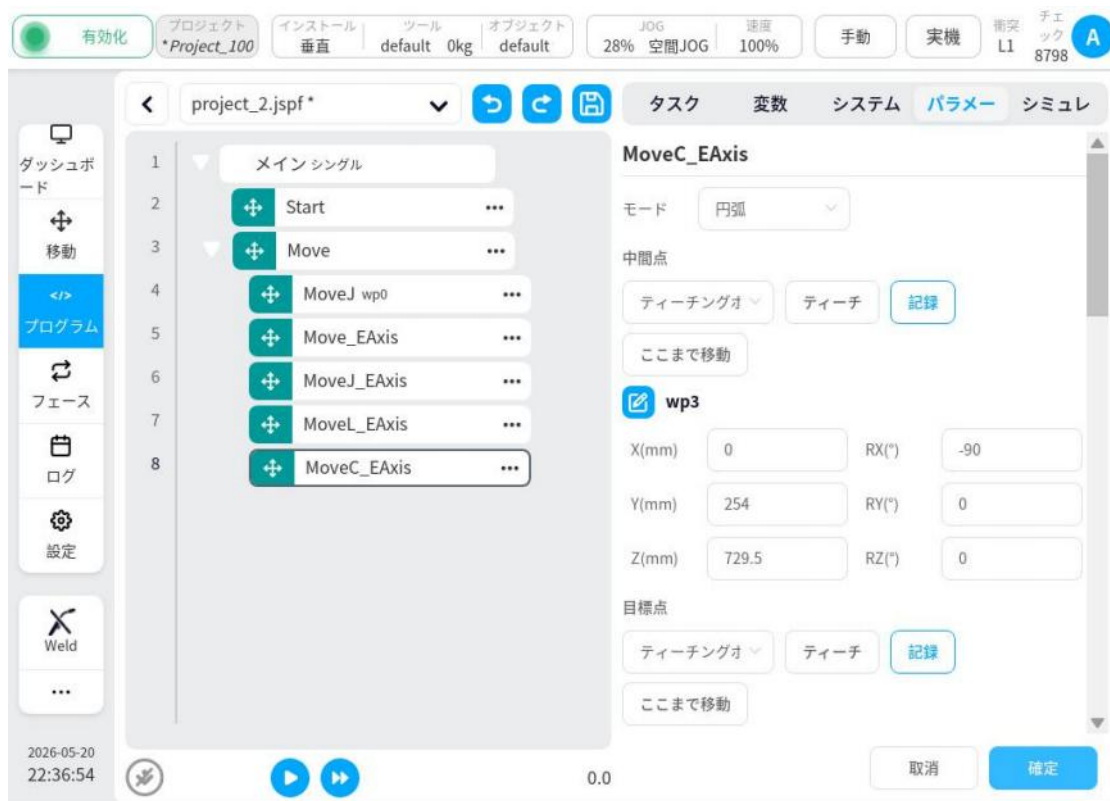 有効化
プロジェクト
*Project_100
インストール ツール オブジェクト
垂直 default 0kg default
JOG 速度
28% 空間JOG 100%
手動
実機
衝突
L1
チェ
ック
8798
A
project_2.jspf *
タスク 変数 システム パラメー シミュレ
ダッシュボ
ード
移動
</>
プログラム
フェース
ログ
設定
Weld
...
2026-05-20
22:36:54
1 メイン シングル
2 Start ...
3 Move ...
4 MoveJ wp0 ...
5 Move_EAxis ...
6 MoveJ_EAxis ...
7 MoveL_EAxis ...
8 MoveC_EAxis ...
0.0
MoveC_EAxis
モード 円弧
中間点
ティーチングオ ティーチ 記録
ここまで移動
wp3
X(mm) 0 RX(°) -90
Y(mm) 254 RY(°) 0
Z(mm) 729.5 RZ(°) 0
目標点
ティーチングオ ティーチ 記録
ここまで移動
取消 確定